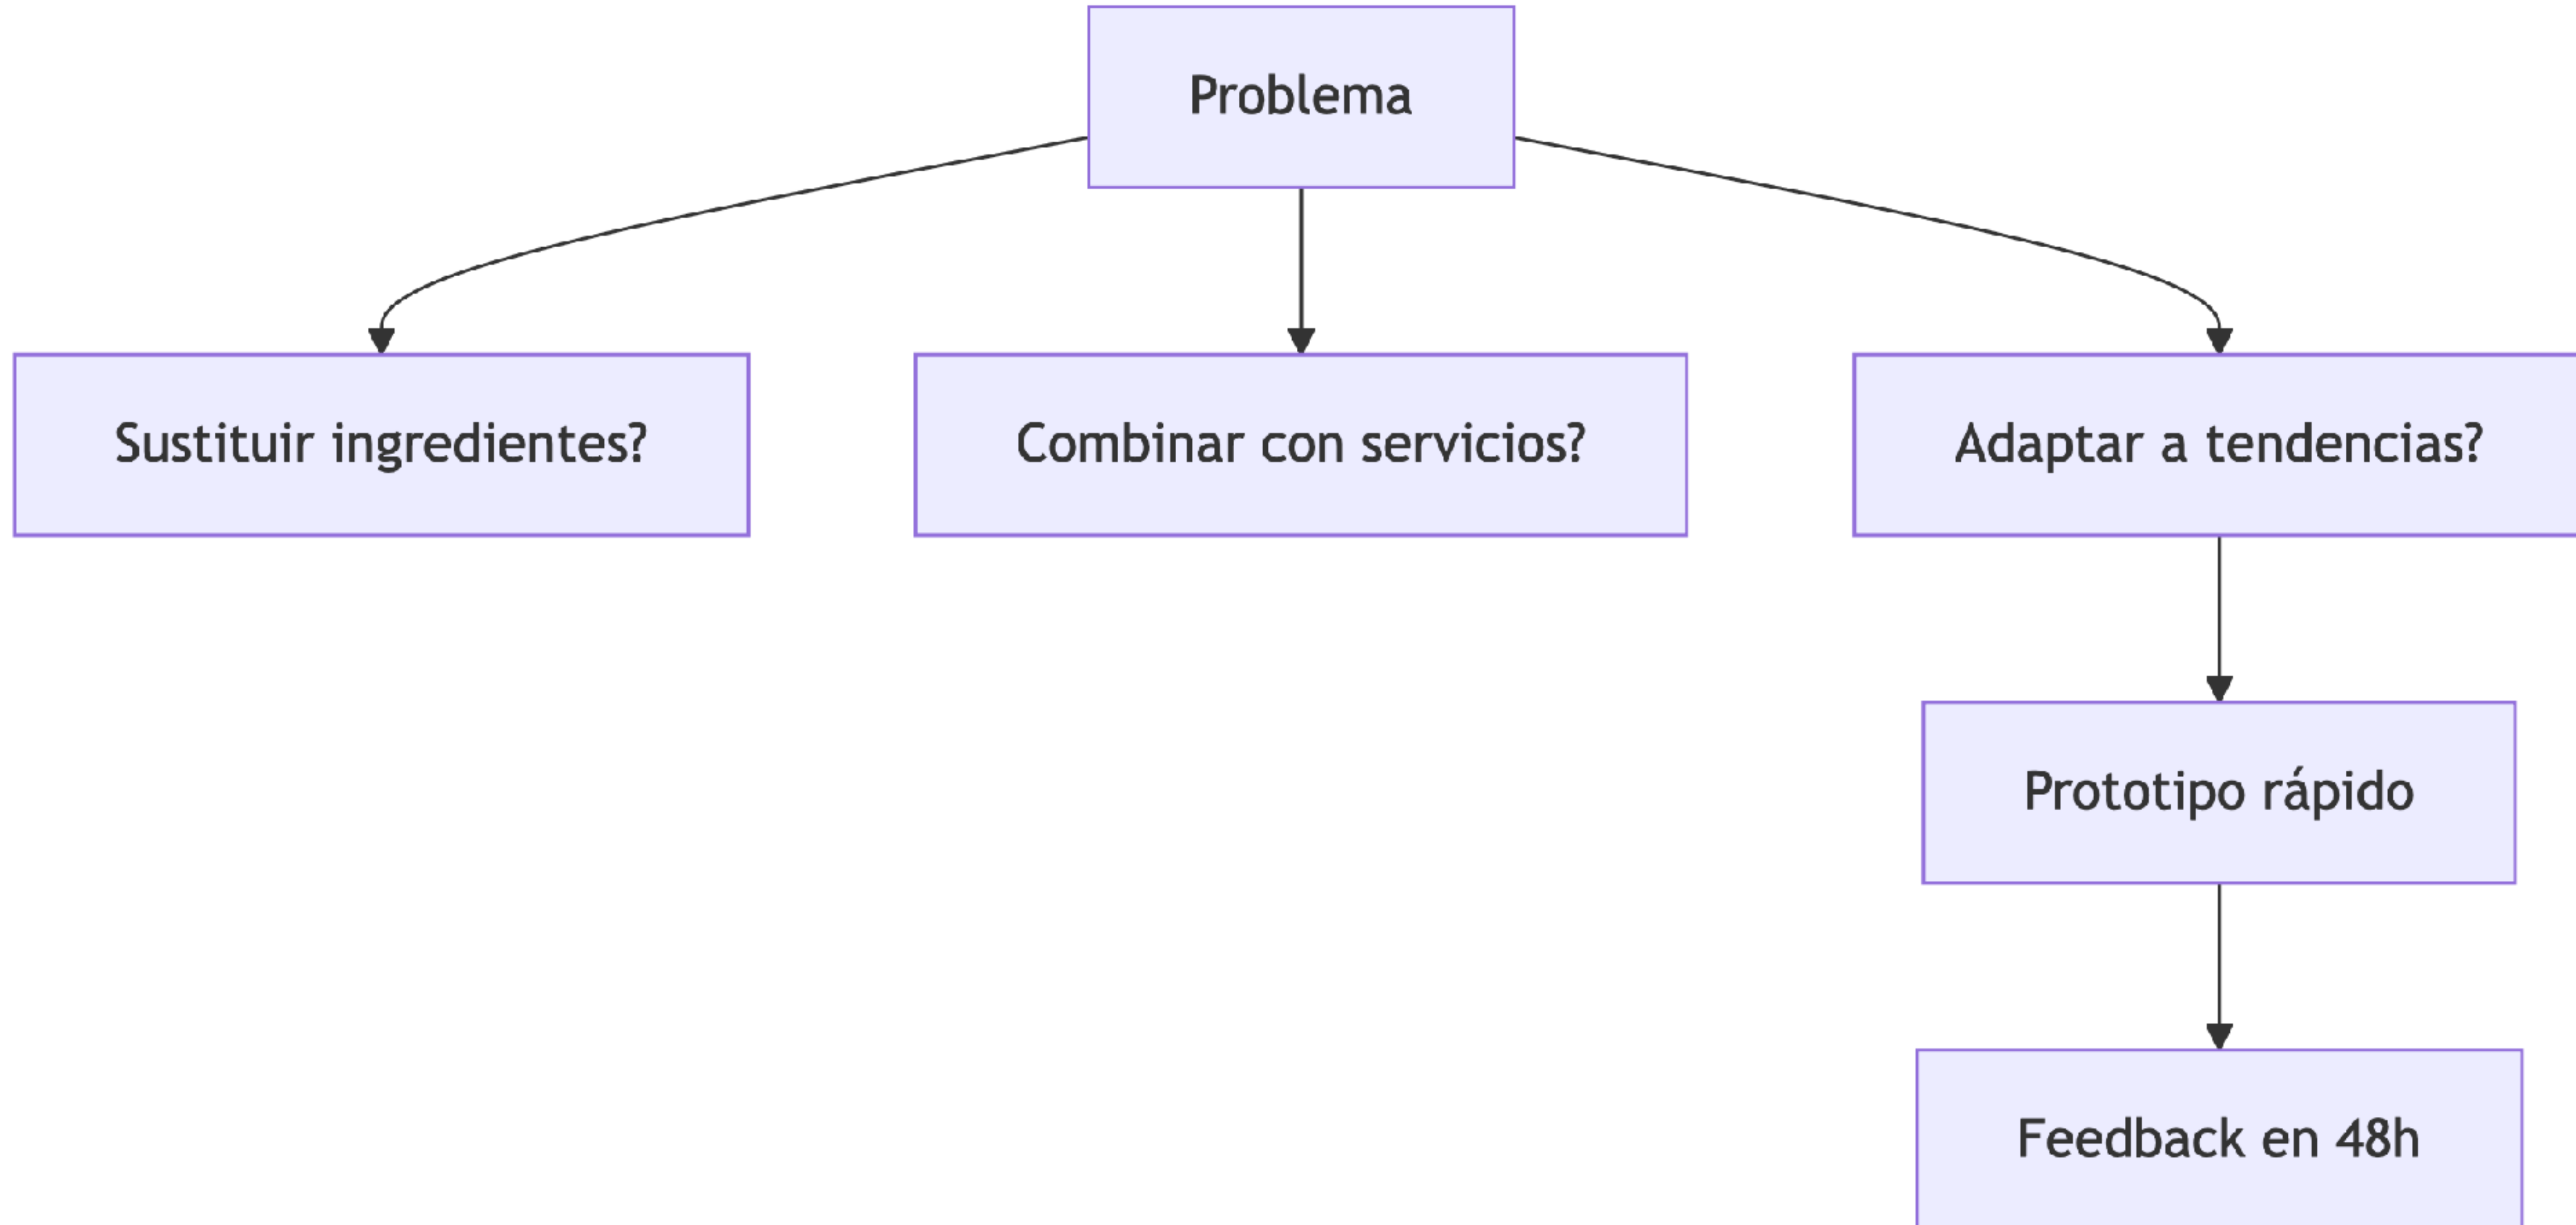 Problema
Sustituir ingredientes?
Combinar con servicios?
Adaptar a tendencias?
Prototipo rápido
Feedback en 48h